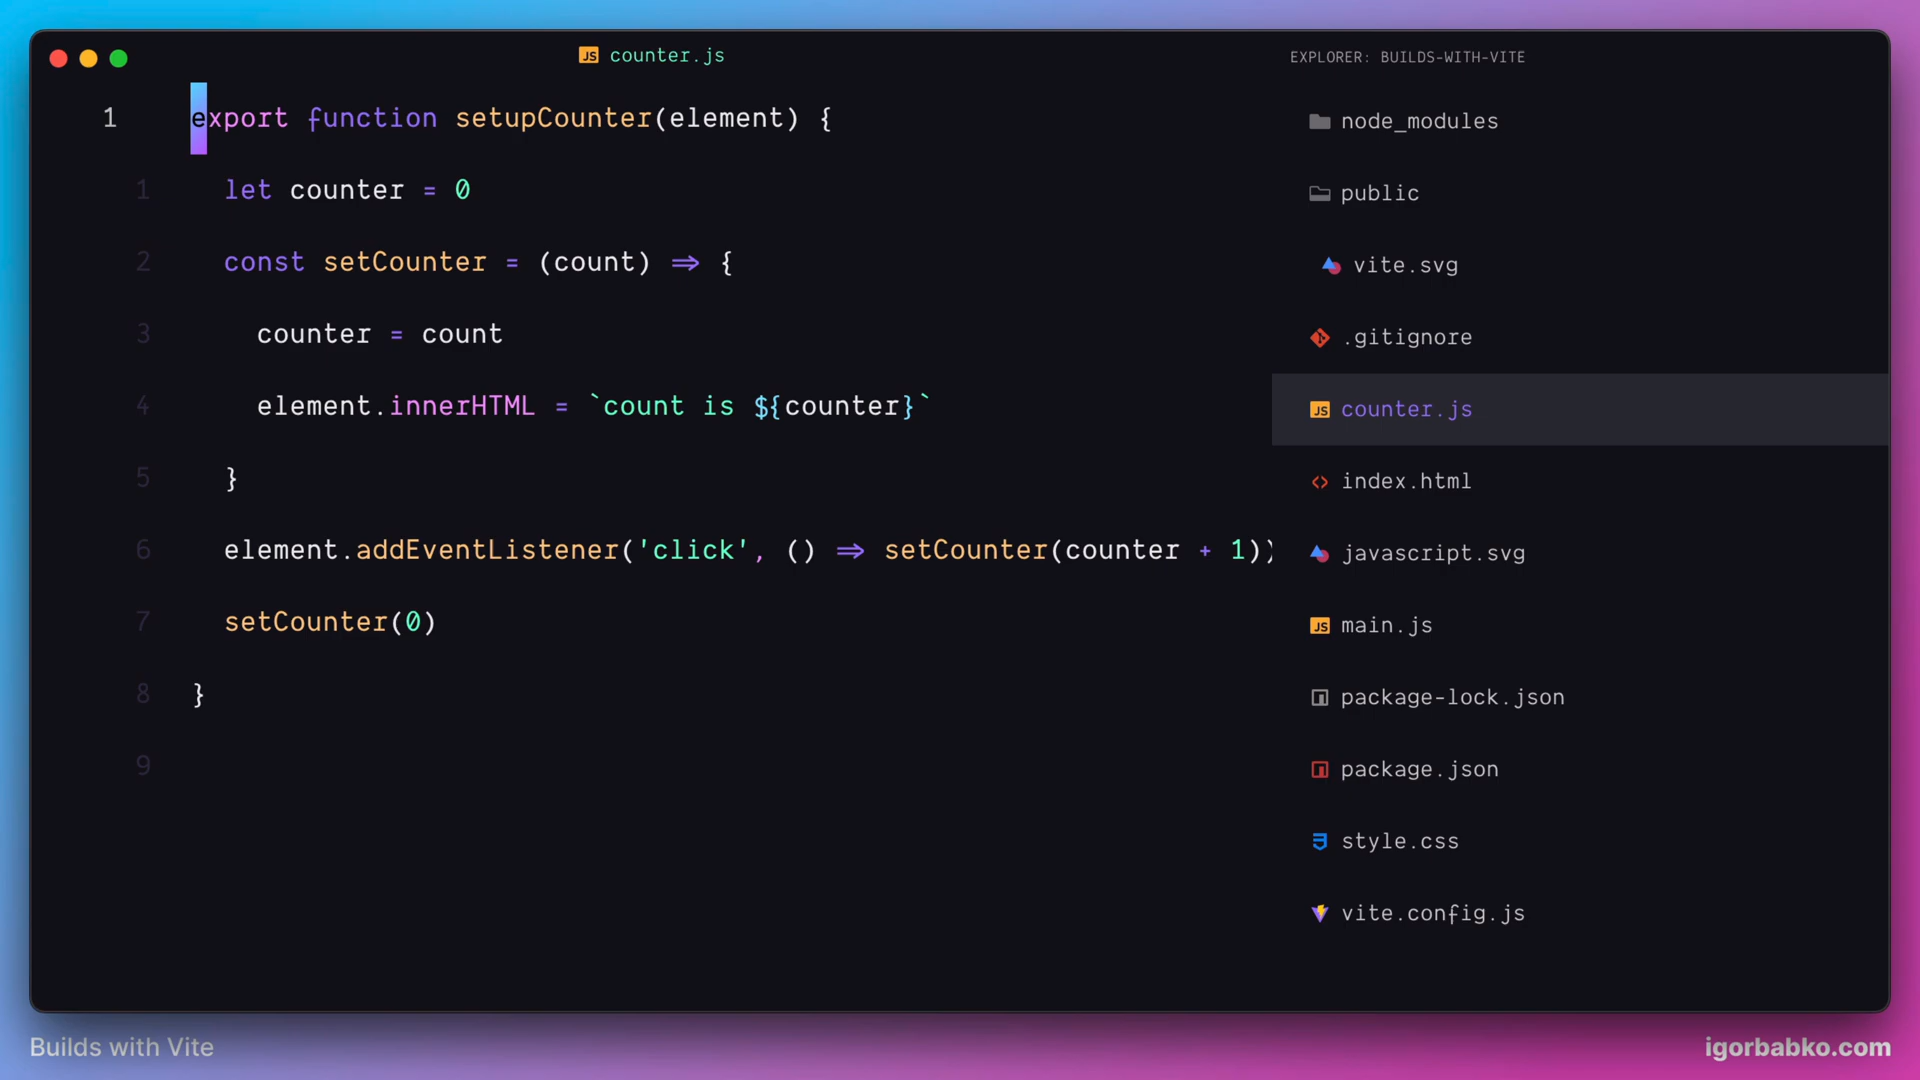 counter.js
EXPLORER: BUILDS-WITH-VITE
1 export function setupCounter(element) {
1 let counter = 0
2 const setCounter = (count) => {
3 counter = count
4 element.innerHTML = `count is ${counter}`
5 }
6 element.addEventListener('click', () => setCounter(counter + 1))
7 setCounter(0)
8 }
9
node_modules
public
vite.svg
.gitignore
counter.js
index.html
javascript.svg
main.js
package-lock.json
package.json
style.css
vite.config.js
Builds with Vite
igorbabko.com